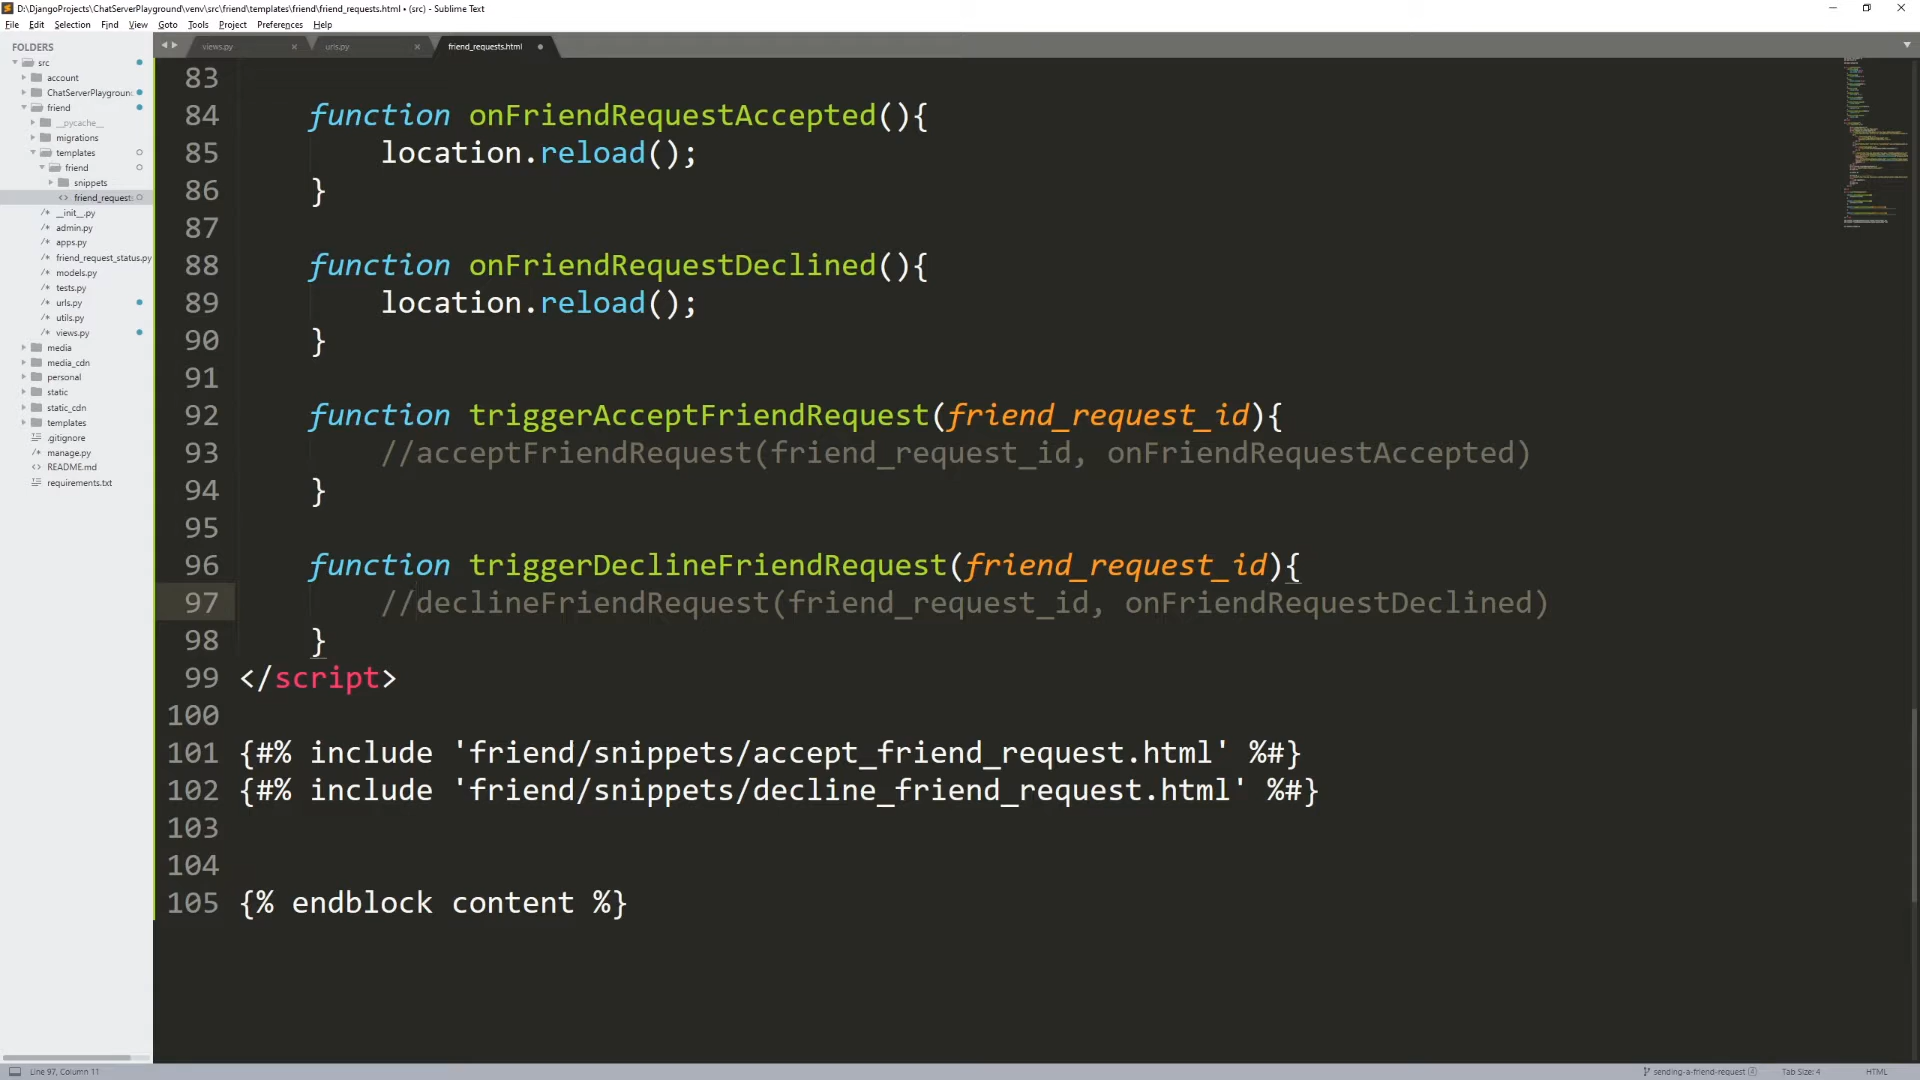 D:\DjangoProjects\ChatServerPlayground\venv\src\friend\templates\friend\friend_requests.html • (src) - Sublime Text
File Edit Selection Find View Goto Tools Project Preferences Help
FOLDERS
src
account
ChatServerPlayground
friend
__pycache__
migrations
templates
friend
snippets
friend_request
__init__.py
admin.py
apps.py
friend_request_status.py
models.py
tests.py
urls.py
utils.py
views.py
media
media_cdn
personal
static
static_cdn
templates
.gitignore
manage.py
README.md
requirements.txt
views.py urls.py friend_requests.html
83
84 function onFriendRequestAccepted(){
85 location.reload();
86 }
87
88 function onFriendRequestDeclined(){
89 location.reload();
90 }
91
92 function triggerAcceptFriendRequest(friend_request_id){
93 //acceptFriendRequest(friend_request_id, onFriendRequestAccepted)
94 }
95
96 function triggerDeclineFriendRequest(friend_request_id){
97 //declineFriendRequest(friend_request_id, onFriendRequestDeclined)
98 }
99 </script>
100
101 {#% include 'friend/snippets/accept_friend_request.html' %#}
102 {#% include 'friend/snippets/decline_friend_request.html' %#}
103
104
105 {% endblock content %}
Line 97, Column 11 sending-a-friend-request 4 Tab Size: 4 HTML